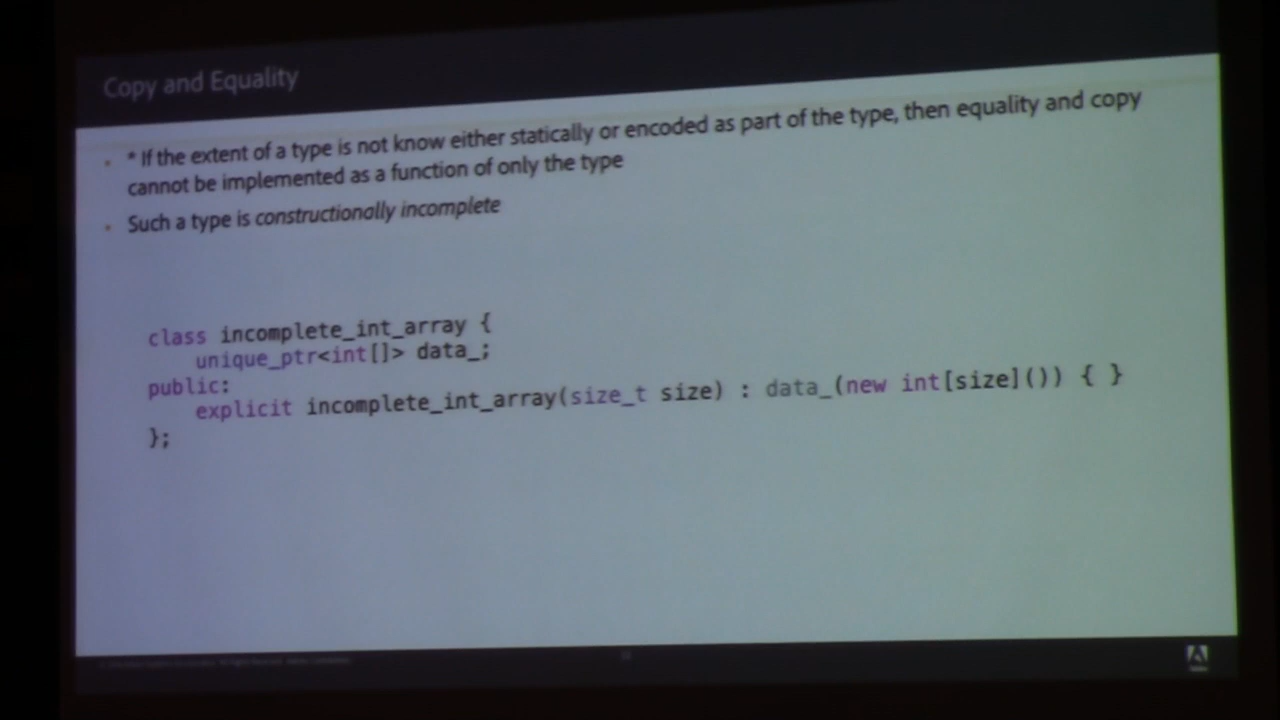 Copy and Equality
* If the extent of a type is not know either statically or encoded as part of the type, then equality and copy
cannot be implemented as a function of only the type
Such a type is constructionally incomplete
class incomplete_int_array {
unique_ptr<int[]> data_;
public:
explicit incomplete_int_array(size_t size) : data_(new int[size]()) { }
};